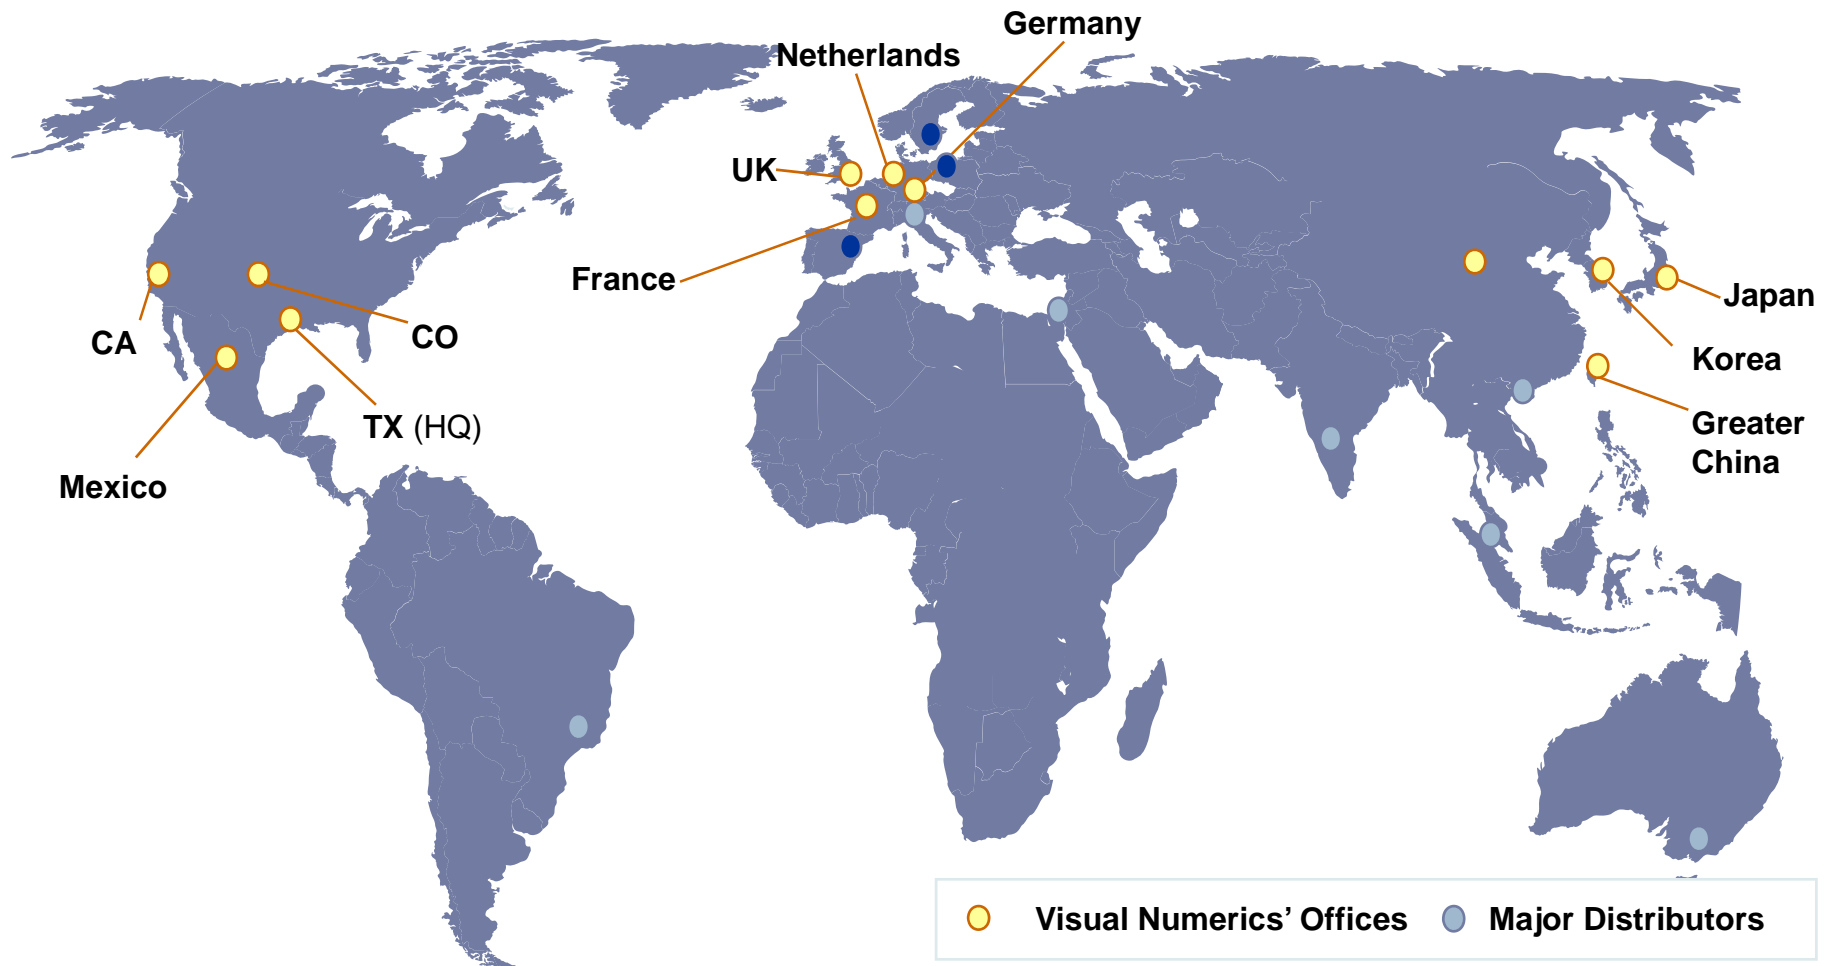 Germany
Netherlands
UK
France
Japan
CA
CO
Korea
TX (HQ)
Greater
China
Mexico
Visual Numerics’ Offices
Major Distributors